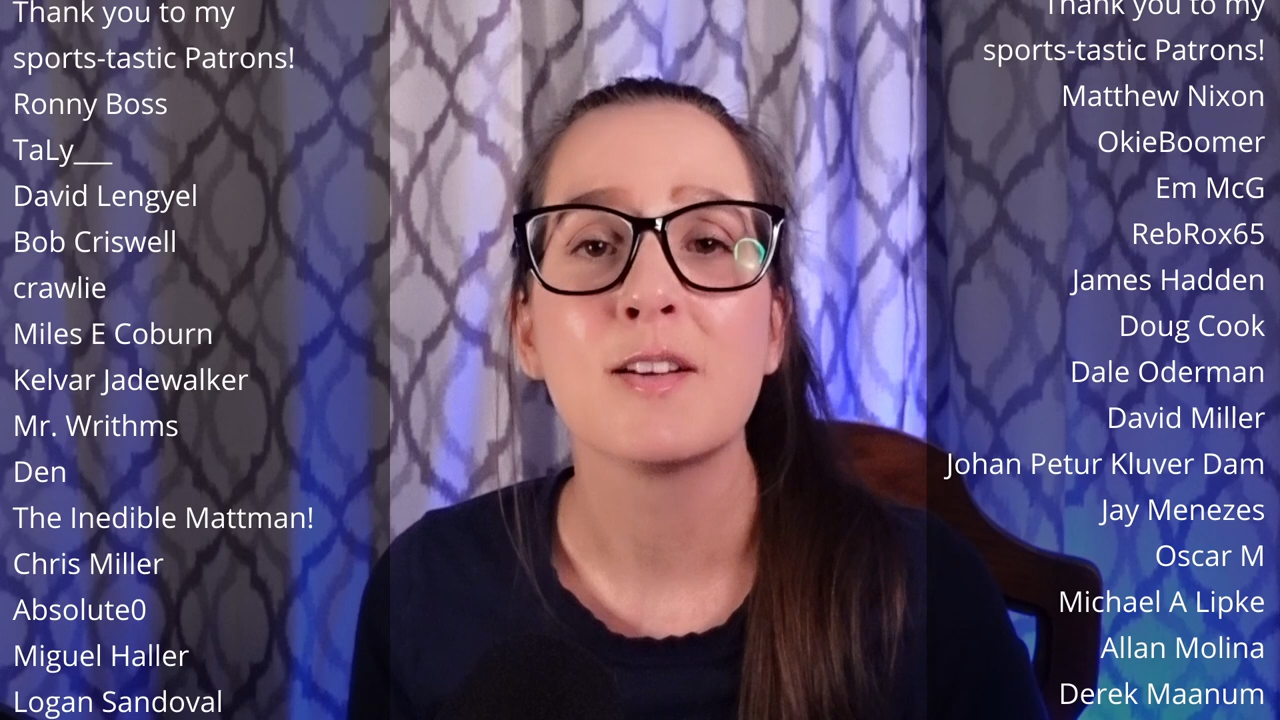 Thank you to my
sports-tastic Patrons!
Ronny Boss
TaLy___
David Lengyel
Bob Criswell
crawlie
Miles E Coburn
Kelvar Jadewalker
Mr. Writhms
Den
The Inedible Mattman!
Chris Miller
Absolute0
Miguel Haller
Logan Sandoval
Thank you to my
sports-tastic Patrons!
Matthew Nixon
OkieBoomer
Em McG
RebRox65
James Hadden
Doug Cook
Dale Oderman
David Miller
Johan Petur Kluver Dam
Jay Menezes
Oscar M
Michael A Lipke
Allan Molina
Derek Maanum